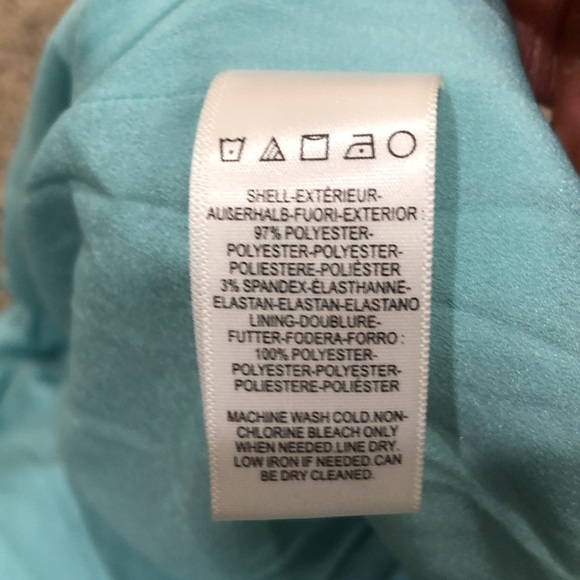 SHELL-EXTÉRIEUR-
AUßERHALB-FUORI-EXTERIOR :
97% POLYESTER-
POLYESTER-POLYESTER-
POLIESTERE-POLIÉSTER
3% SPANDEX-ÉLASTHANNE-
ELASTAN-ELASTAN-ELASTANO
LINING-DOUBLURE-
FUTTER-FODERA-FORRO :
100% POLYESTER-
POLYESTER-POLYESTER-
POLIESTERE-POLIÉSTER
MACHINE WASH COLD.NON-
CHLORINE BLEACH ONLY
WHEN NEEDED.LINE DRY.
LOW IRON IF NEEDED.CAN
BE DRY CLEANED.